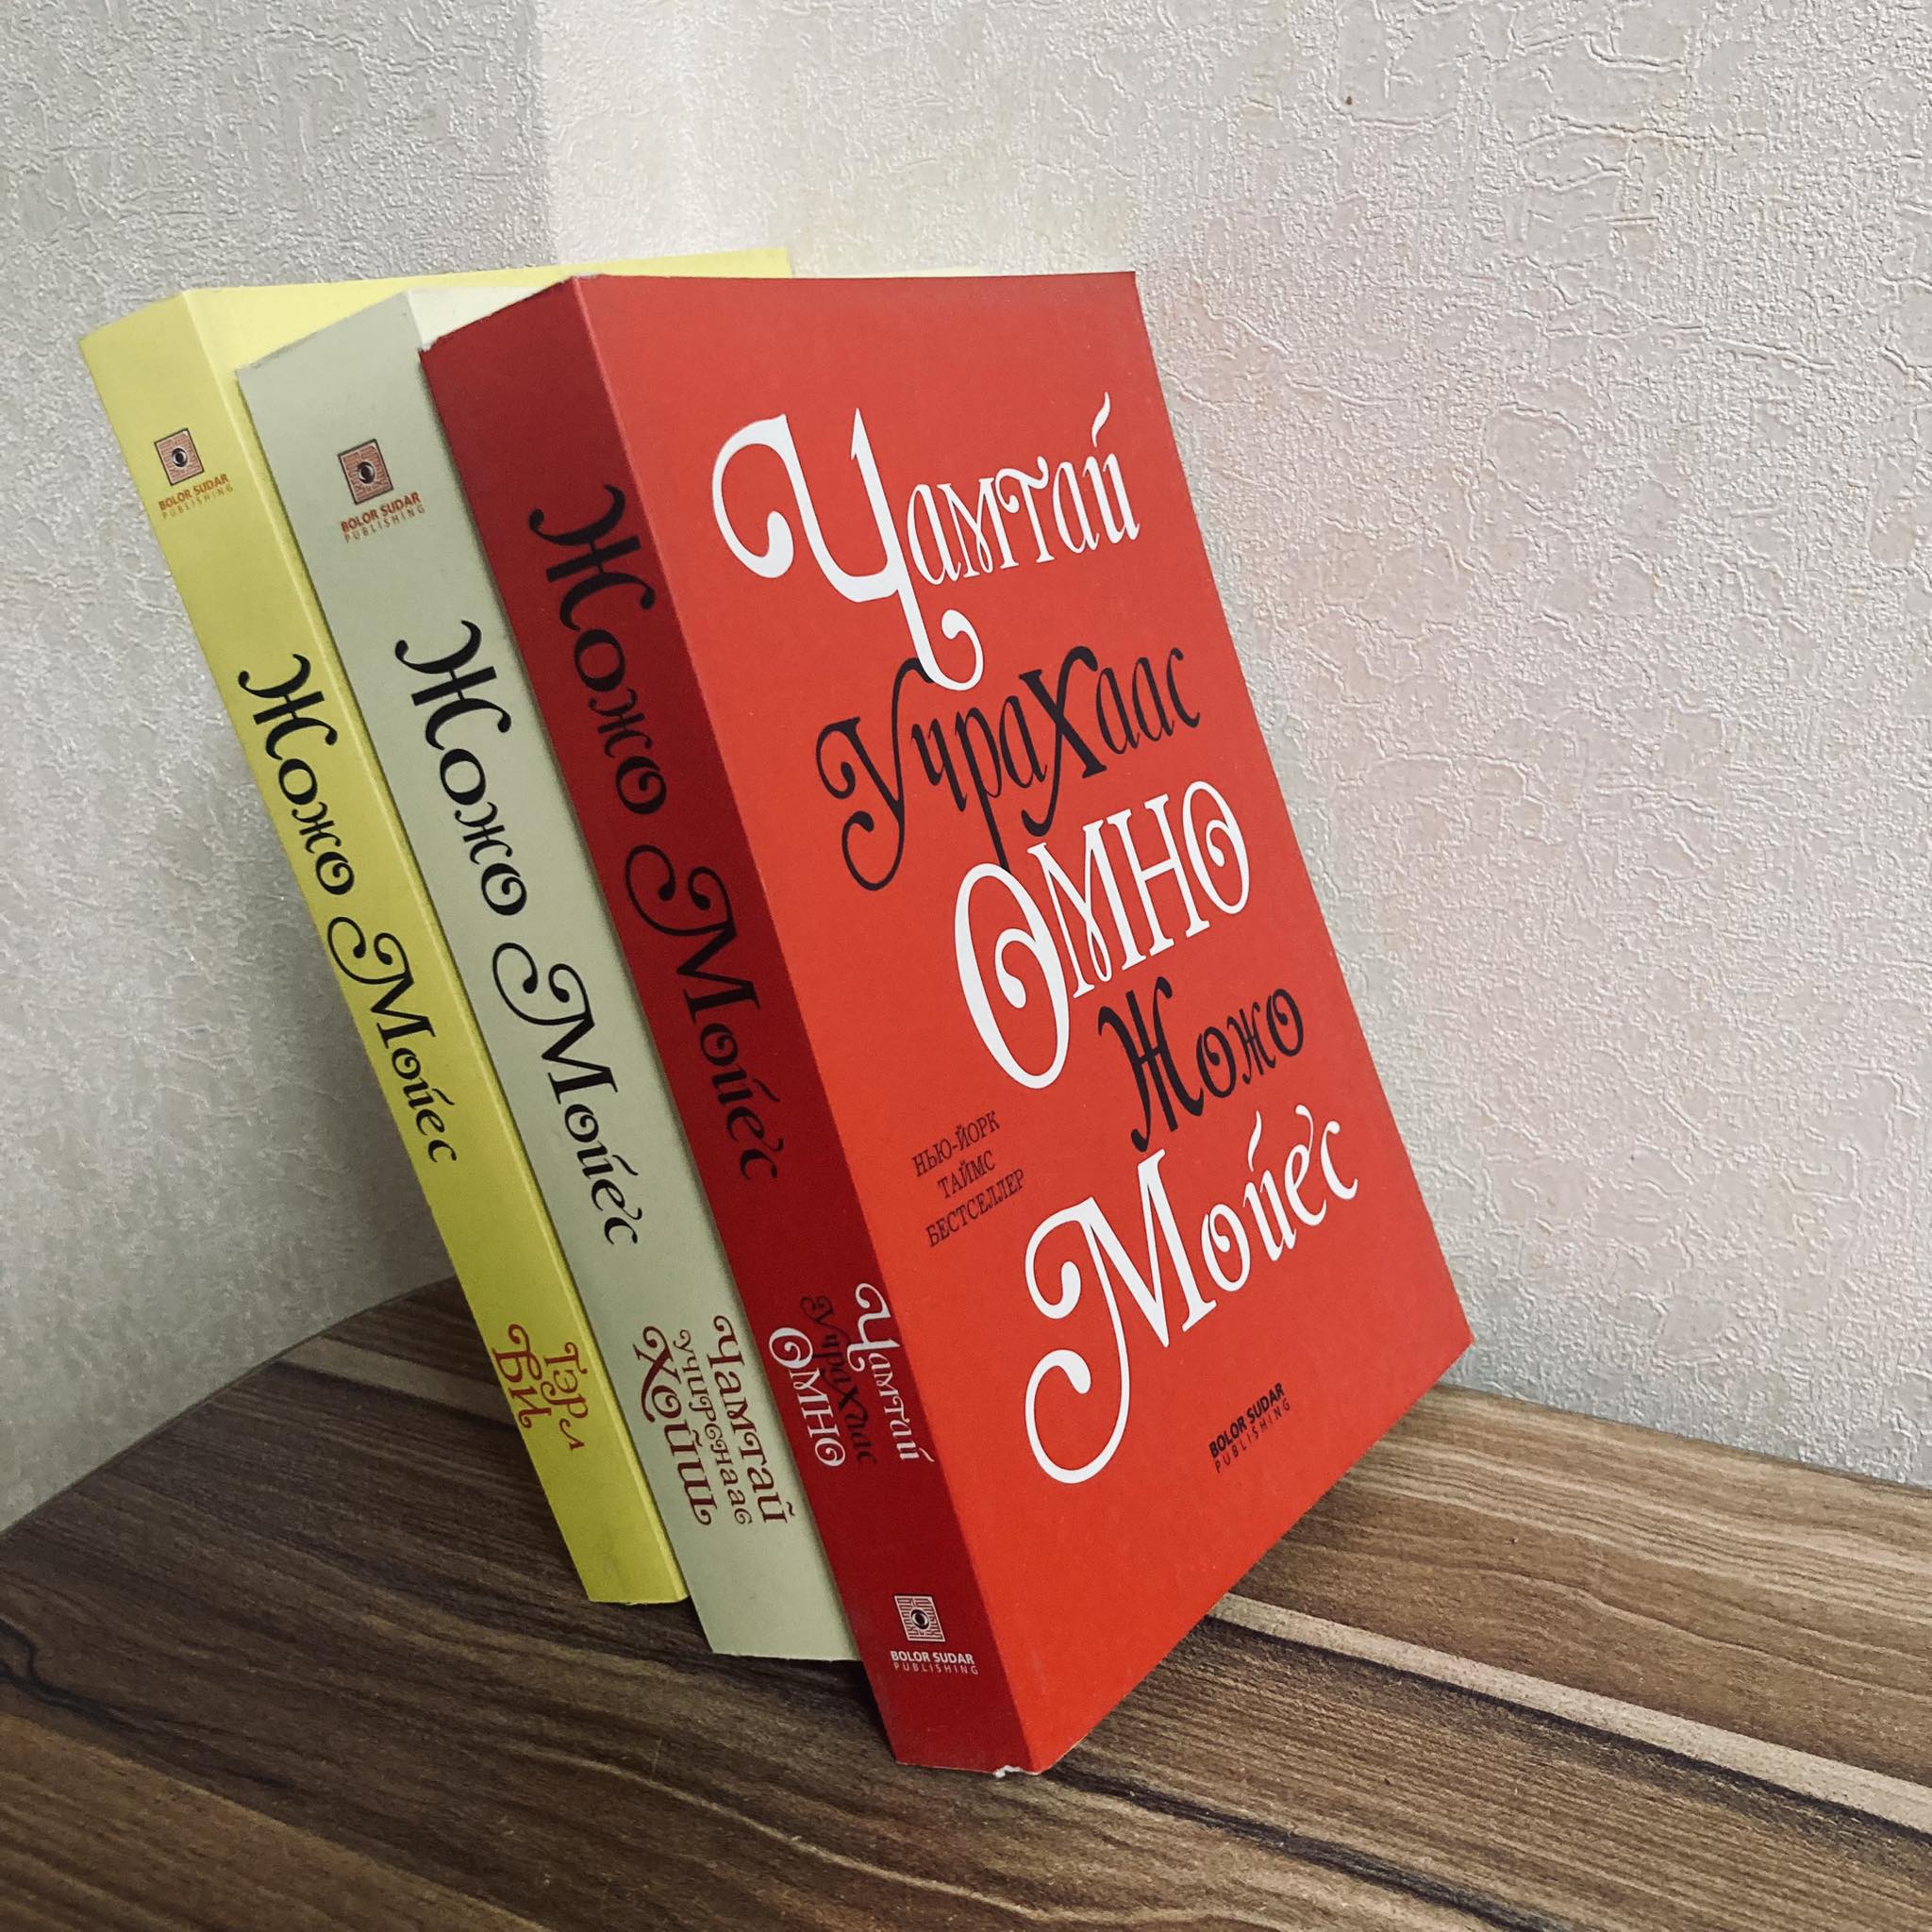 BOLOR SUDAR
PUBLISHING
Жожо Мойес
Тэрл
Би
BOLOR SUDAR
PUBLISHING
Жожо Мойес
Чамтай
учирснаас
Хойш
Жожо Мойес
Чамтай
Учрахаас
ӨМНӨ
BOLOR SUDAR
PUBLISHING
Чамтай
Учрахаас
ӨМНӨ
Жожо
Мойес
НЬЮ-ЙОРК
ТАЙМС
БЕСТСЕЛЛЕР
BOLOR SUDAR
PUBLISHING